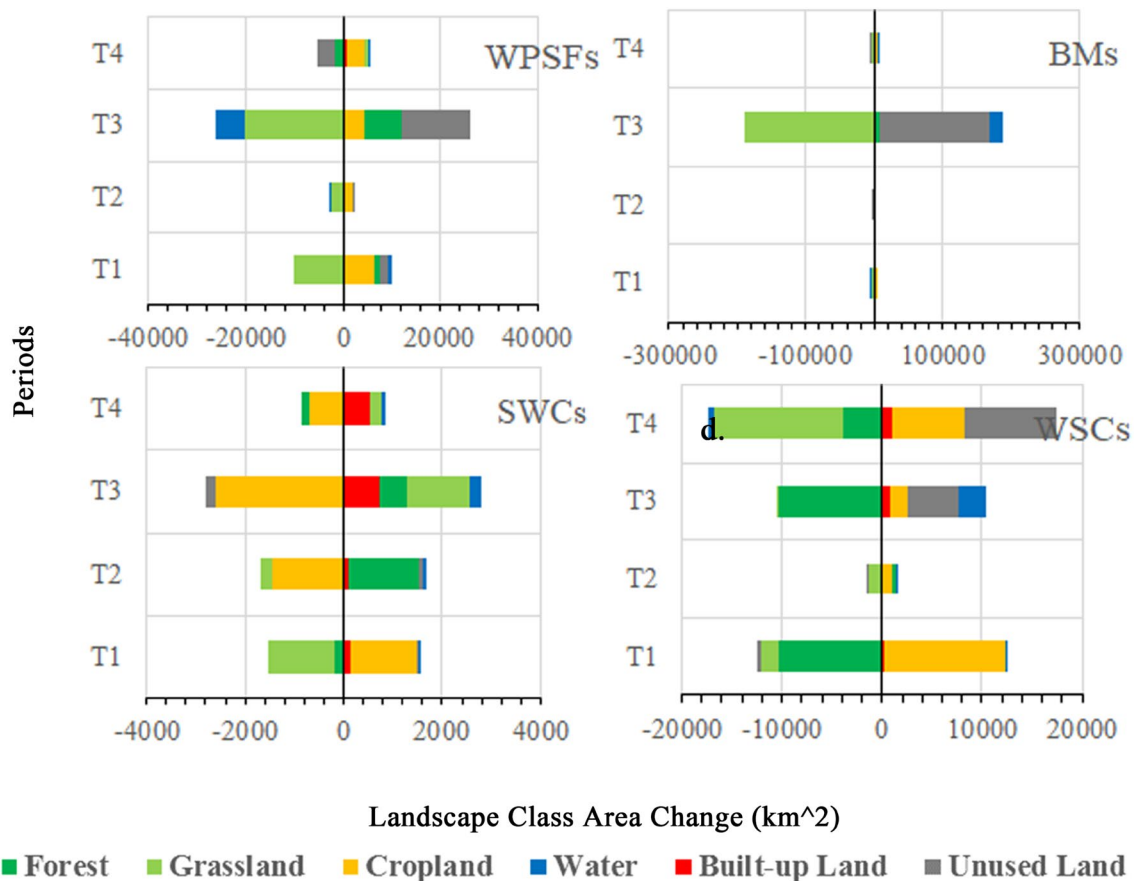 T4
WPSFs
T3
T2
T1
-40000 -20000 0 20000 40000
T4
BMs
T3
T2
T1
-300000 -100000 100000 300000
Periods
T4
SWCs
T3
T2
T1
-4000 -2000 0 2000 4000
T4
d.
WSCs
T3
T2
T1
-20000 -10000 0 10000 20000
Landscape Class Area Change (km^2)
Forest Grassland Cropland Water Built-up Land Unused Land